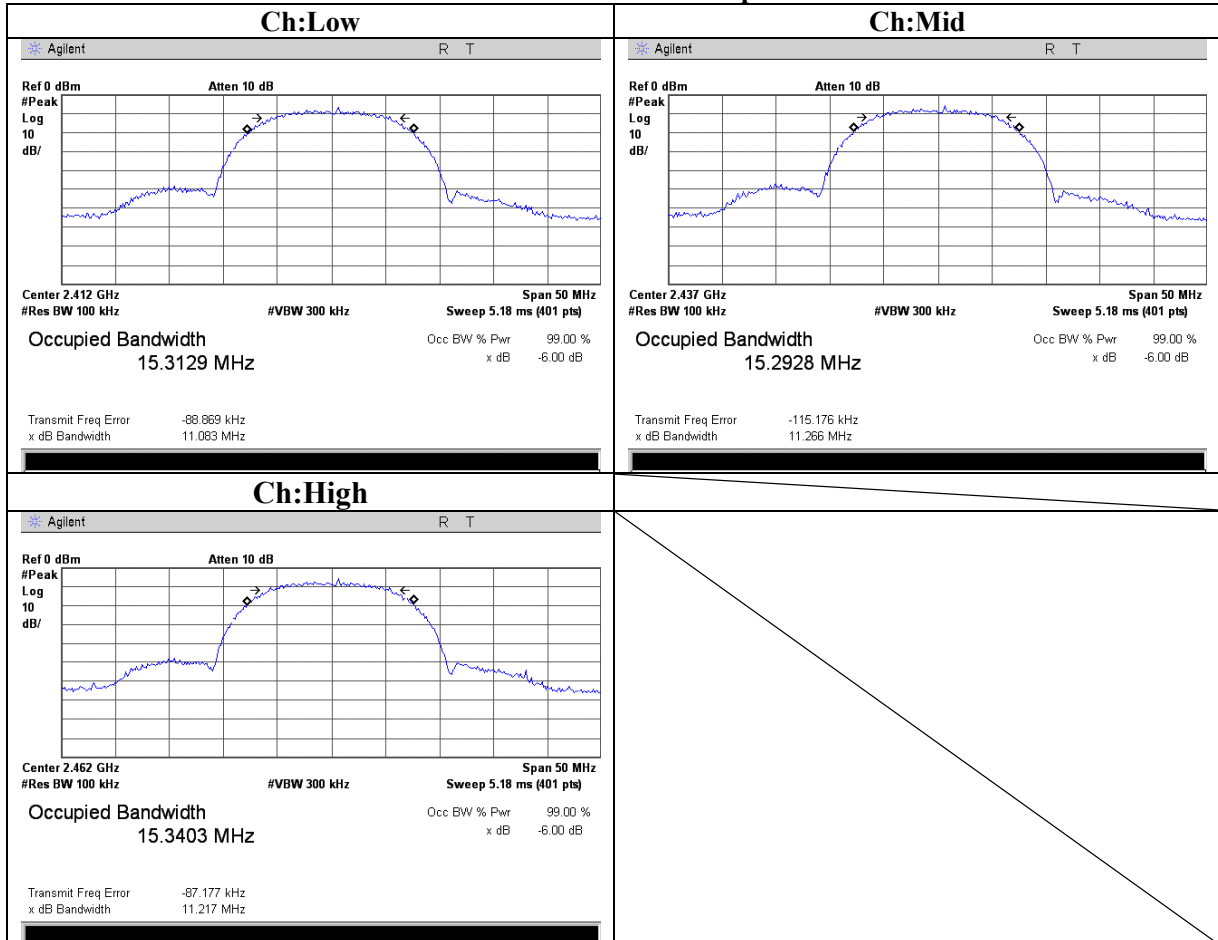 Ch:Low
Agilent R T
Ref 0 dBm Atten 10 dB
#Peak
Log
10
dB/
Center 2.412 GHz Span 50 MHz
#Res BW 100 kHz #VBW 300 kHz Sweep 5.18 ms (401 pts)
Occupied Bandwidth Occ BW % Pwr 99.00 %
15.3129 MHz x dB -6.00 dB
Transmit Freq Error -88.869 kHz
x dB Bandwidth 11.083 MHz
Ch:Mid
Agilent R T
Ref 0 dBm Atten 10 dB
#Peak
Log
10
dB/
Center 2.437 GHz Span 50 MHz
#Res BW 100 kHz #VBW 300 kHz Sweep 5.18 ms (401 pts)
Occupied Bandwidth Occ BW % Pwr 99.00 %
15.2928 MHz x dB -6.00 dB
Transmit Freq Error -115.176 kHz
x dB Bandwidth 11.266 MHz
Ch:High
Agilent R T
Ref 0 dBm Atten 10 dB
#Peak
Log
10
dB/
Center 2.462 GHz Span 50 MHz
#Res BW 100 kHz #VBW 300 kHz Sweep 5.18 ms (401 pts)
Occupied Bandwidth Occ BW % Pwr 99.00 %
15.3403 MHz x dB -6.00 dB
Transmit Freq Error -87.177 kHz
x dB Bandwidth 11.217 MHz